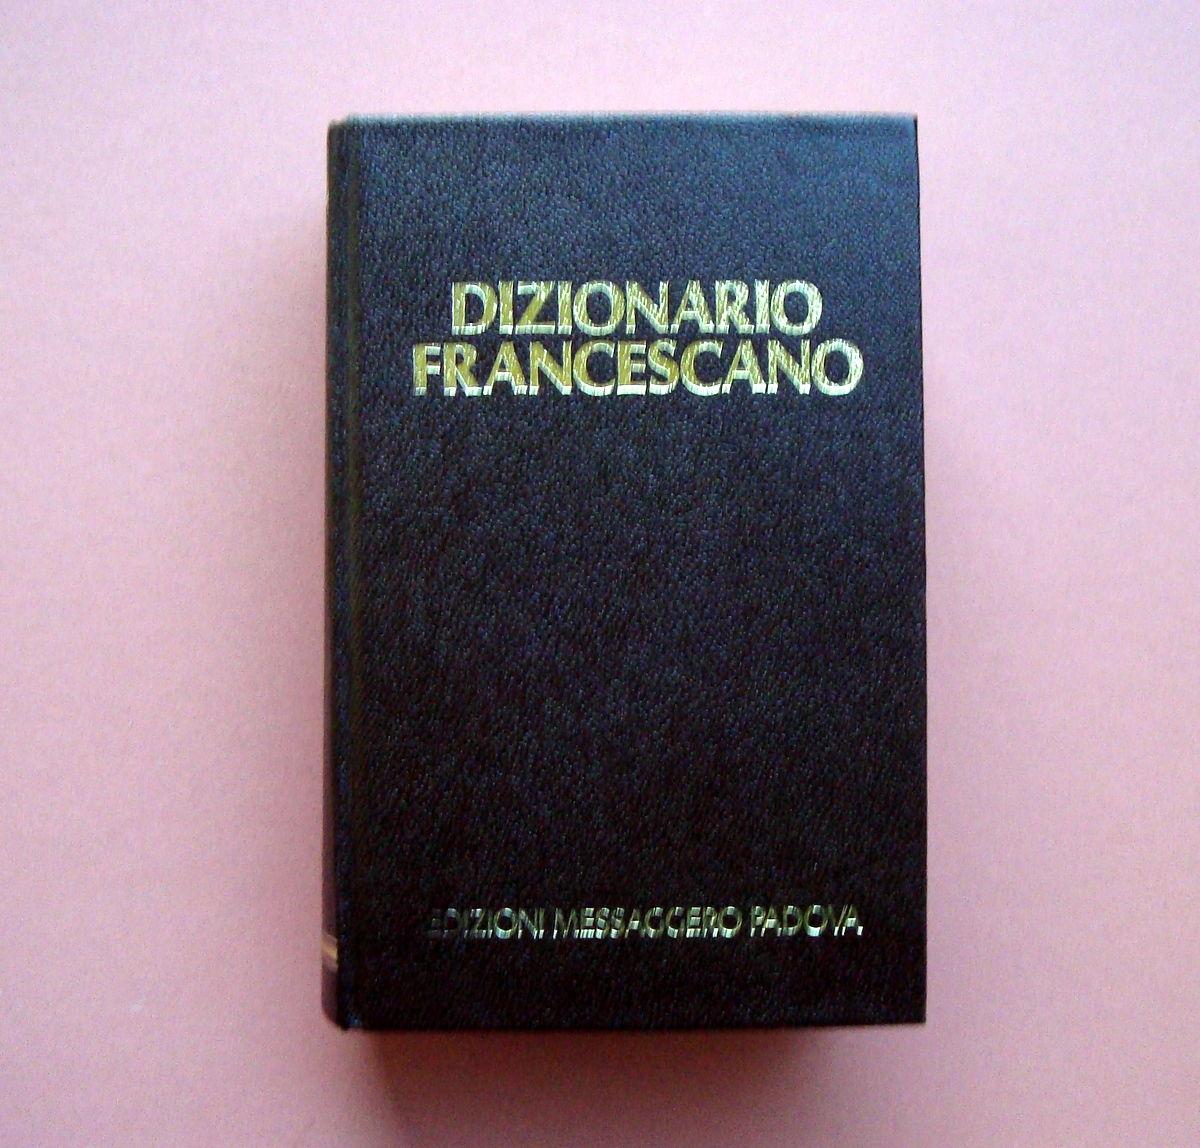 DIZIONARIO
FRANCESCANO
EDIZIONI MESSAGGERO PADOVA